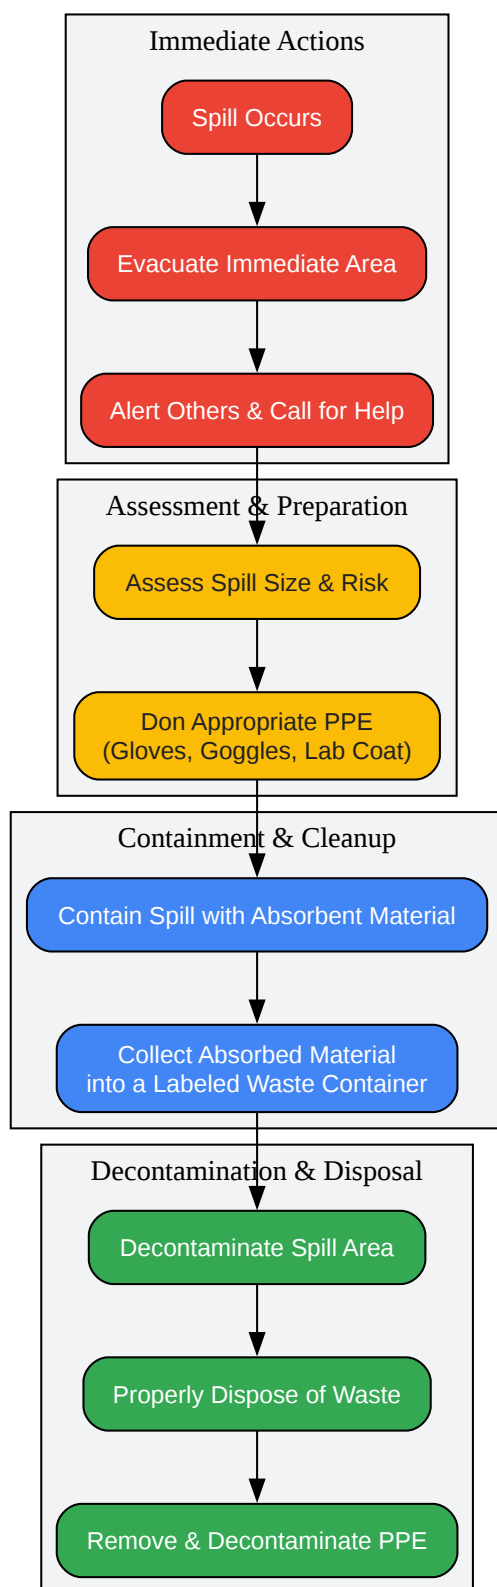 Immediate Actions
Spill Occurs
Evacuate Immediate Area
Alert Others & Call for Help
Assessment & Preparation
Assess Spill Size & Risk
Don Appropriate PPE
(Gloves, Goggles, Lab Coat)
Containment & Cleanup
Contain Spill with Absorbent Material
Collect Absorbed Material
into a Labeled Waste Container
Decontamination & Disposal
Decontaminate Spill Area
Properly Dispose of Waste
Remove & Decontaminate PPE